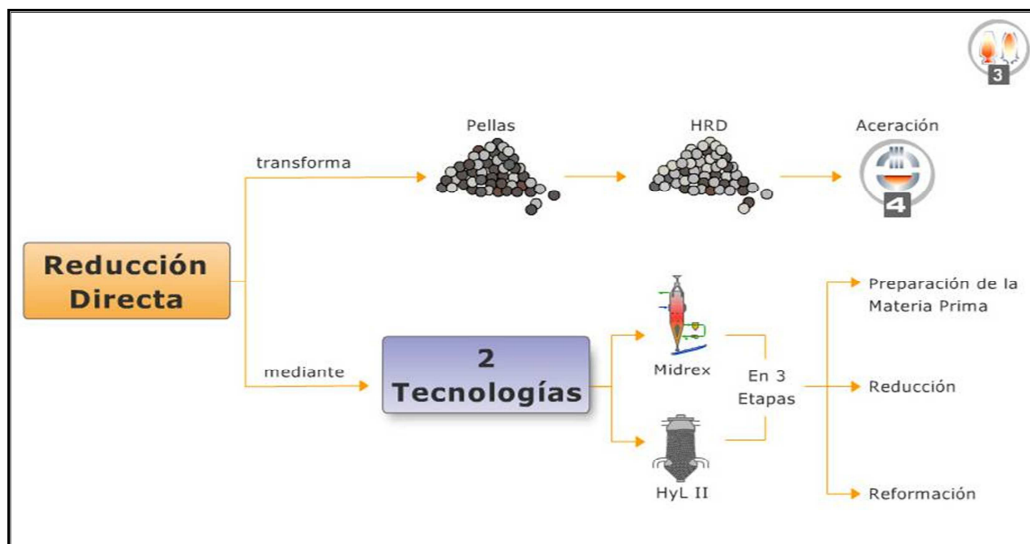 3
Pellas
HRD
Aceración
transforma
4
Reducción
Directa
Preparación de la
Materia Prima
2
Tecnologías
mediante
Midrex
En 3
Etapas
Reducción
HyL II
Reformación